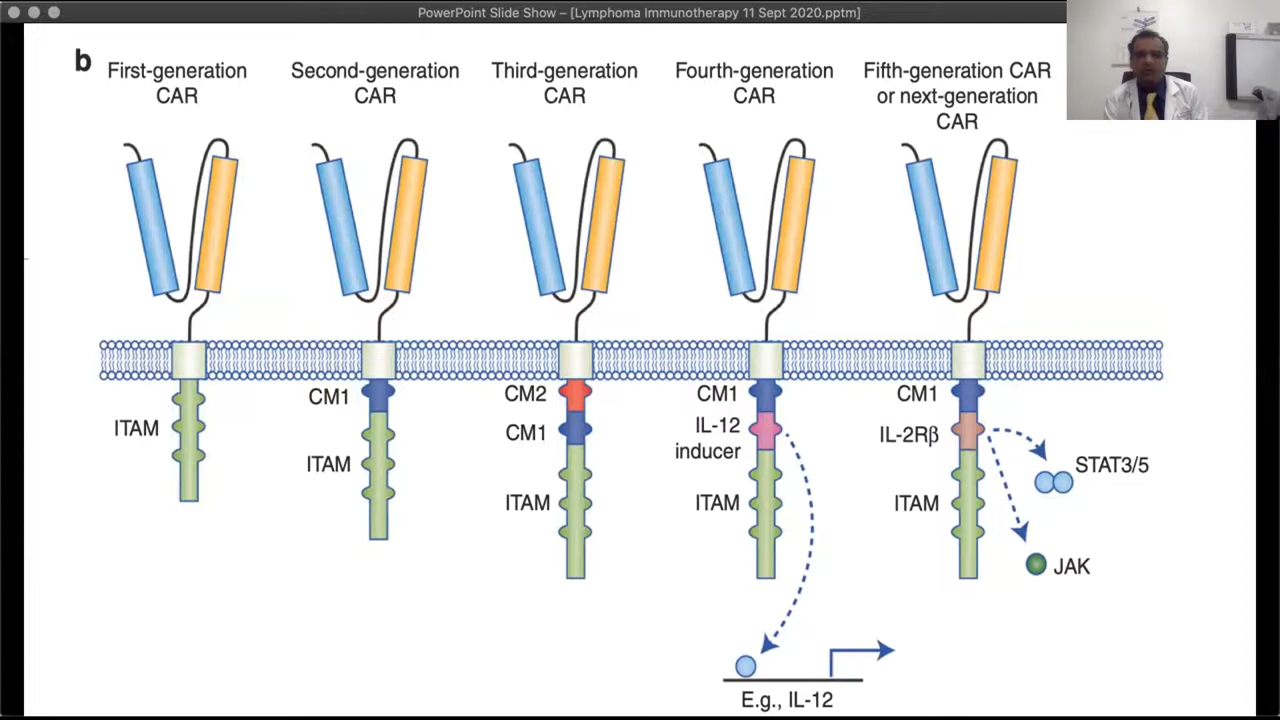 PowerPoint Slide Show – [Lymphoma Immunotherapy 11 Sept 2020.pptm]
b
First-generation
CAR
Second-generation
CAR
Third-generation
CAR
Fourth-generation
CAR
Fifth-generation CAR
or next-generation
CAR
ITAM
CM1
ITAM
CM2
CM1
ITAM
CM1
IL-12
inducer
ITAM
E.g., IL-12
CM1
IL-2Rβ
ITAM
STAT3/5
JAK